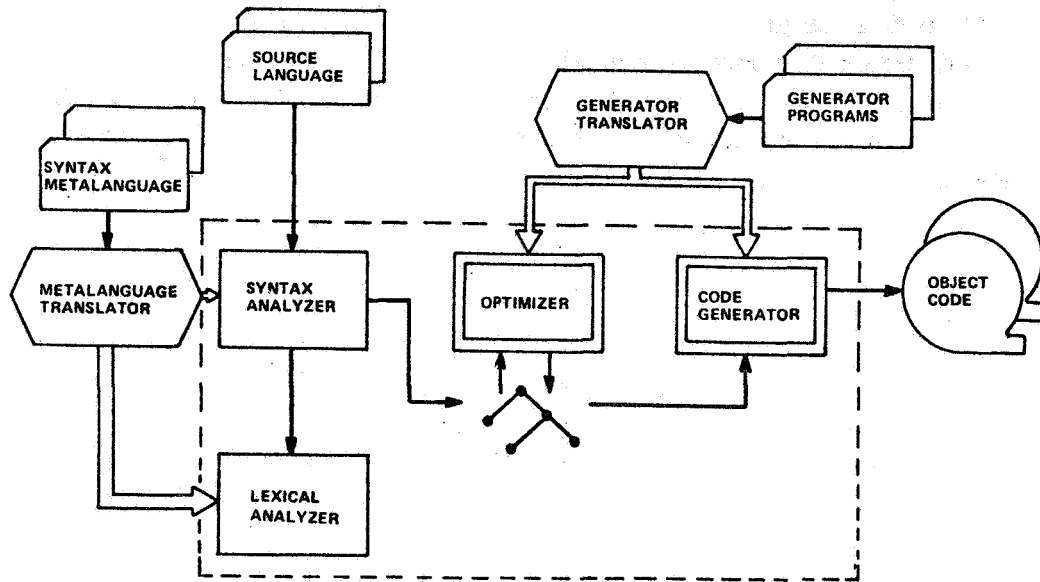 SOURCE
LANGUAGE
GENERATOR
TRANSLATOR
GENERATOR
PROGRAMS
SYNTAX
METALANGUAGE
METALANGUAGE
TRANSLATOR
SYNTAX
ANALYZER
OPTIMIZER
CODE
GENERATOR
OBJECT
CODE
LEXICAL
ANALYZER